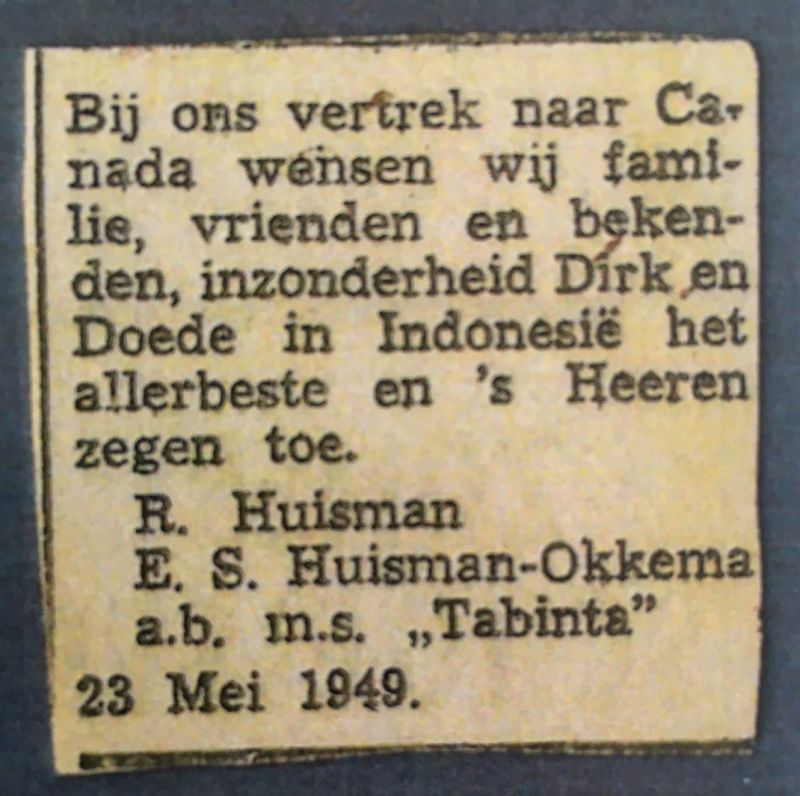 Bij ons vertrek naar Ca-
nada wensen wij fami-
lie, vrienden en beken-
den, inzonderheid Dirk en
Doede in Indonesië het
allerbeste en 's Heeren
zegen toe.
R. Huisman
E. S. Huisman-Okkema
a.b. m.s. „Tabinta”
23 Mei 1949.